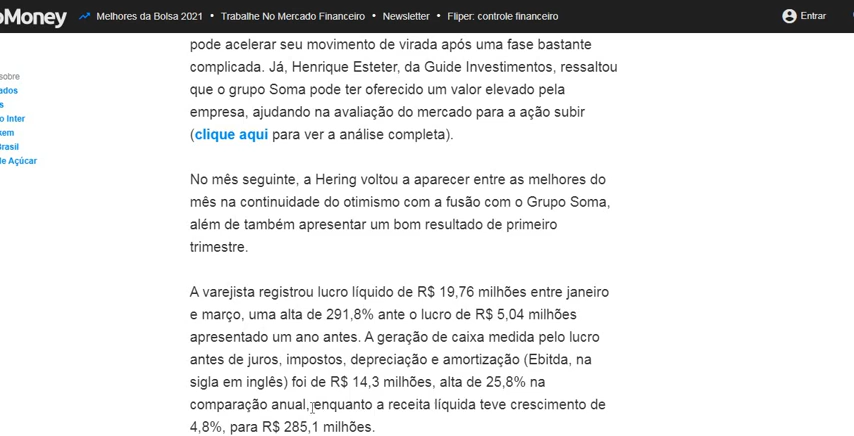 oMoney Melhores da Bolsa 2021 • Trabalhe No Mercado Financeiro • Newsletter • Fliper: controle financeiro Entrar
pode acelerar seu movimento de virada após uma fase bastante
complicada. Já, Henrique Esteter, da Guide Investimentos, ressaltou
que o grupo Soma pode ter oferecido um valor elevado pela
empresa, ajudando na avaliação do mercado para a ação subir
(clique aqui para ver a análise completa).
No mês seguinte, a Hering voltou a aparecer entre as melhores do
mês na continuidade do otimismo com a fusão com o Grupo Soma,
além de também apresentar um bom resultado de primeiro
trimestre.
A varejista registrou lucro líquido de R$ 19,76 milhões entre janeiro
e março, uma alta de 291,8% ante o lucro de R$ 5,04 milhões
apresentado um ano antes. A geração de caixa medida pelo lucro
antes de juros, impostos, depreciação e amortização (Ebitda, na
sigla em inglês) foi de R$ 14,3 milhões, alta de 25,8% na
comparação anual, enquanto a receita líquida teve crescimento de
4,8%, para R$ 285,1 milhões.
sobre
ados
s
o Inter
kem
Brasil
de Açúcar